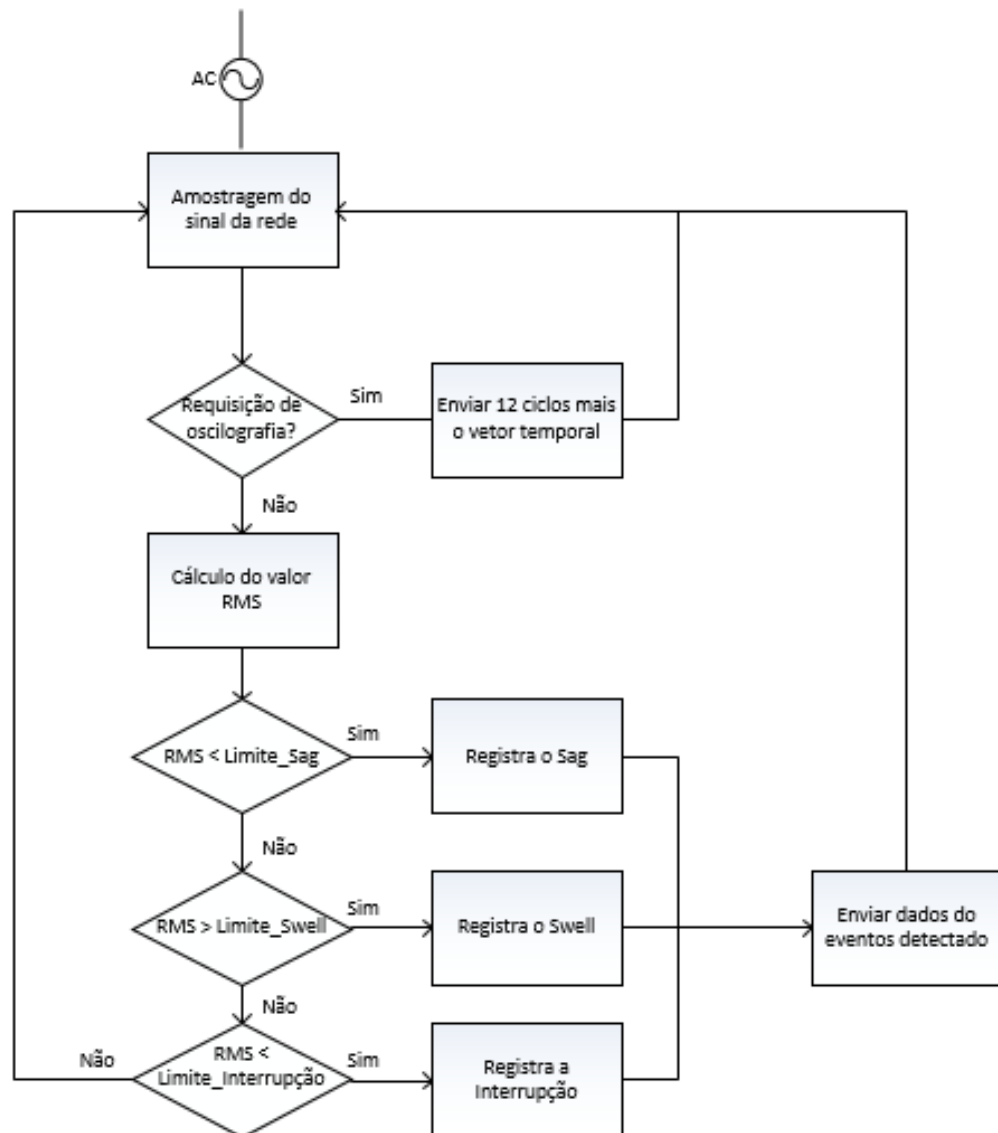 AC
Amostragem do
sinal da rede
Requisição de
oscilografia?
Sim
Enviar 12 ciclos mais
o vetor temporal
Não
Cálculo do valor
RMS
RMS < Limite_Sag
Sim
Registra o Sag
Não
RMS > Limite_Swell
Sim
Registra o Swell
Enviar dados do
eventos detectado
Não
RMS <
Limite_Interrupção
Não
Sim
Registra a
Interrupção